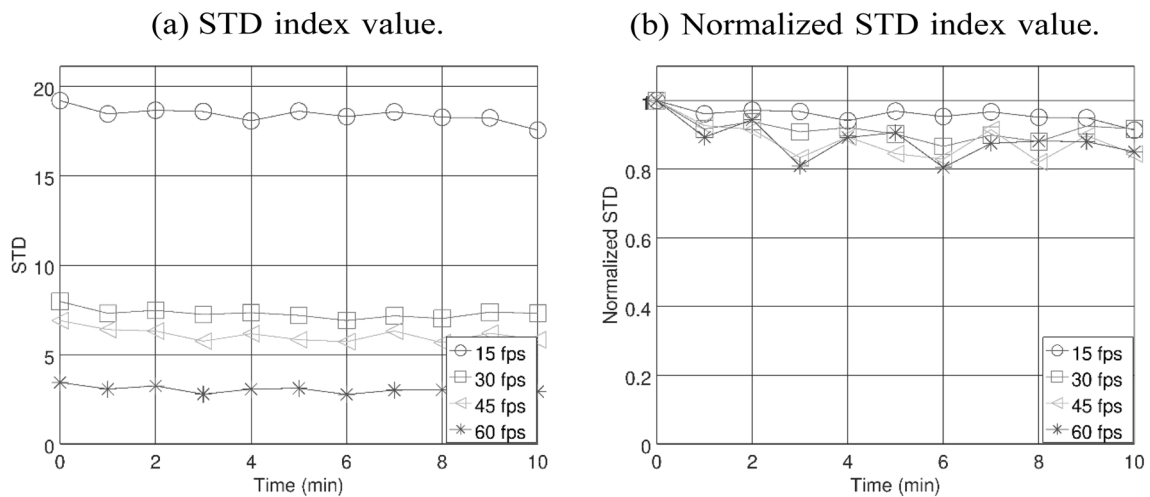 (a) STD index value.
20
15
10
5
0
STD
0 2 4 6 8 10
Time (min)
15 fps
30 fps
45 fps
60 fps
(b) Normalized STD index value.
1
0.8
0.6
0.4
0.2
0
Normalized STD
0 2 4 6 8 10
Time (min)
15 fps
30 fps
45 fps
60 fps